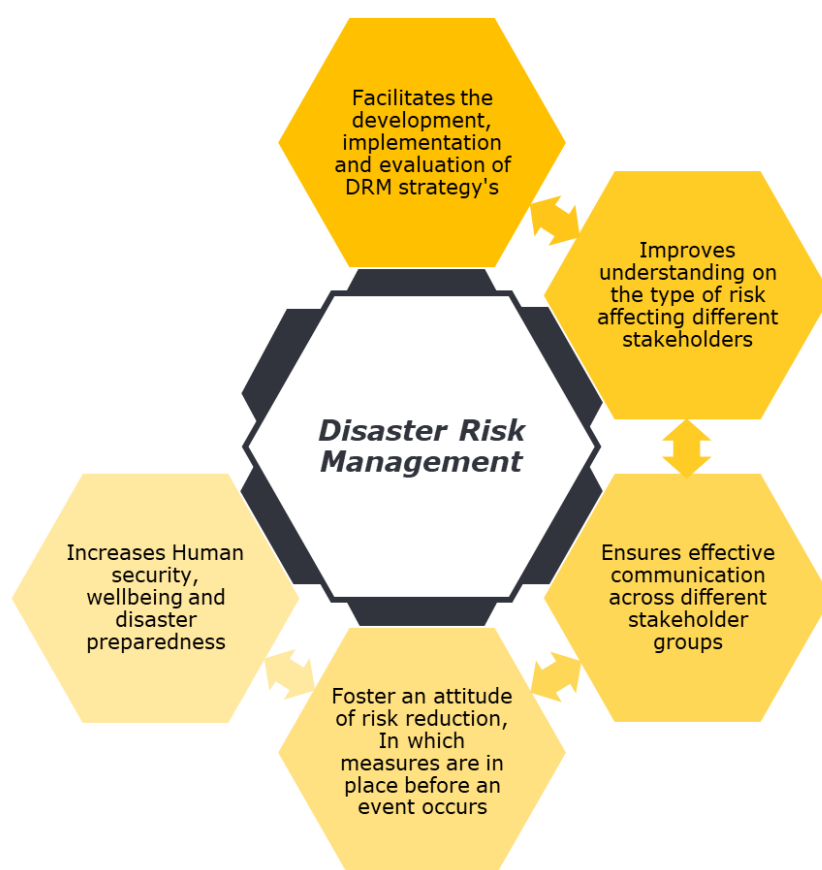 Facilitates the
development,
implementation
and evaluation of
DRM strategy's
Improves
understanding on
the type of risk
affecting different
stakeholders
Disaster Risk
Management
Ensures effective
communication
across different
stakeholder
groups
Foster an attitude
of risk reduction,
In which
measures are in
place before an
event occurs
Increases Human
security,
wellbeing and
disaster
preparedness